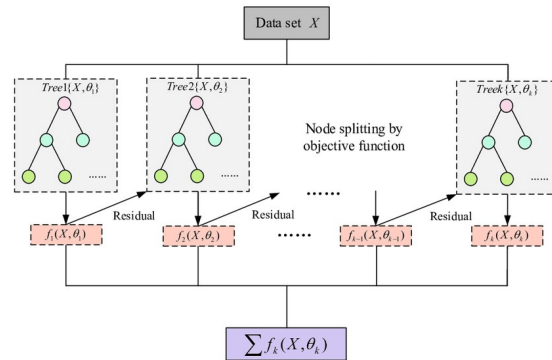 Data set X
Tree1{X,θ₁}
Tree2{X,θ₂}
Treek{X,θₖ}
Node splitting by
objective function
......
......
......
......
Residual
Residual
......
Residual
f₁(X,θ₁)
f₂(X,θ₂)
fₖ₋₁(X,θₖ₋₁)
fₖ(X,θₖ)
∑ fₖ(X,θₖ)